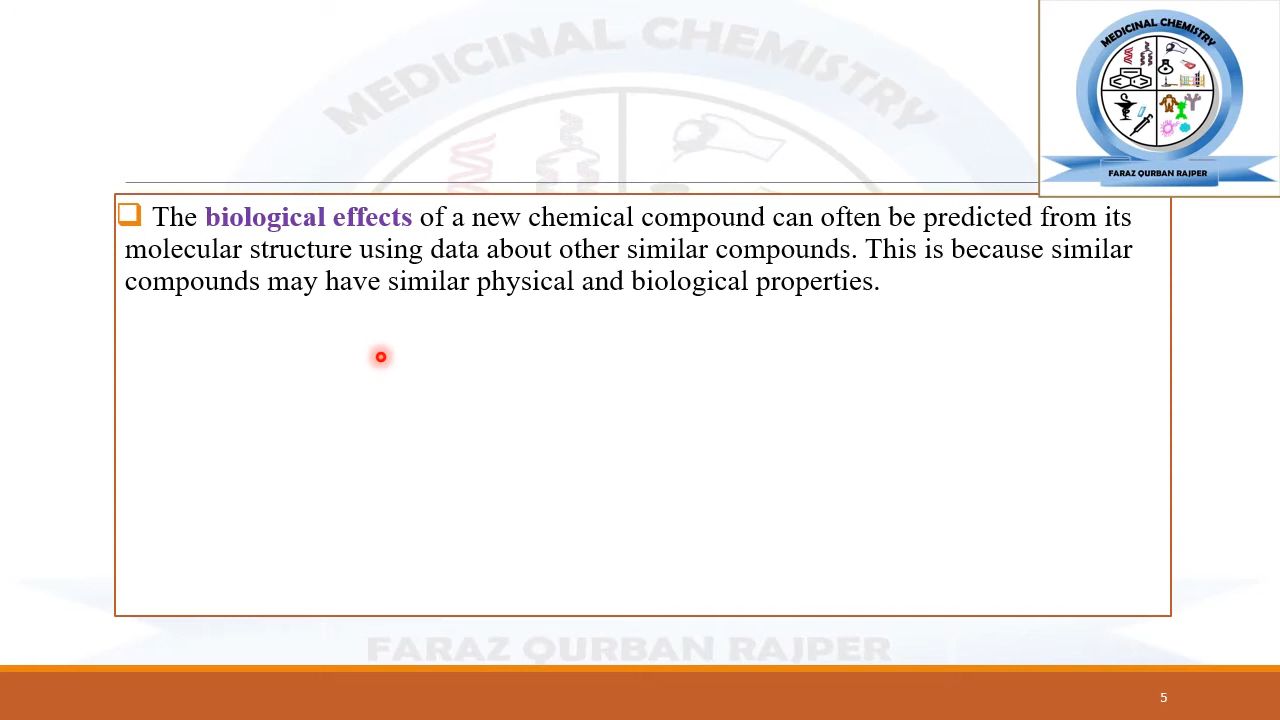 MEDICINAL CHEMISTRY
MEDICINAL CHEMISTRY
FARAZ QURBAN RAJPER
The biological effects of a new chemical compound can often be predicted from its
molecular structure using data about other similar compounds. This is because similar
compounds may have similar physical and biological properties.
FARAZ QURBAN RAJPER
5